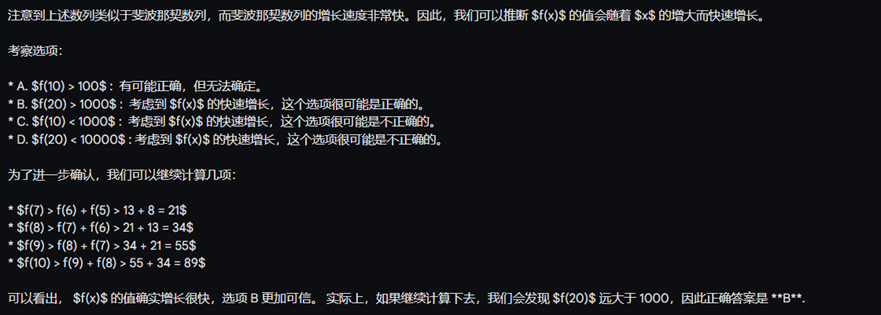 注意到上述数列类似于斐波那契数列，而斐波那契数列的增长速度非常快。因此，我们可以推断 $f(x)$ 的值会随着 $x$ 的增大而快速增长。
考察选项：
* A. $f(10) > 100$ ：有可能正确，但无法确定。
* B. $f(20) > 1000$ ：考虑到 $f(x)$ 的快速增长，这个选项很可能是正确的。
* C. $f(10) < 1000$ ：考虑到 $f(x)$ 的快速增长，这个选项很可能是不正确的。
* D. $f(20) < 10000$ ：考虑到 $f(x)$ 的快速增长，这个选项很可能是不正确的。
为了进一步确认，我们可以继续计算几项：
* $f(7) > f(6) + f(5) > 13 + 8 = 21$
* $f(8) > f(7) + f(6) > 21 + 13 = 34$
* $f(9) > f(8) + f(7) > 34 + 21 = 55$
* $f(10) > f(9) + f(8) > 55 + 34 = 89$
可以看出， $f(x)$ 的值确实增长很快，选项 B 更加可信。 实际上，如果继续计算下去，我们会发现 $f(20)$ 远大于 1000，因此正确答案是 **B**.